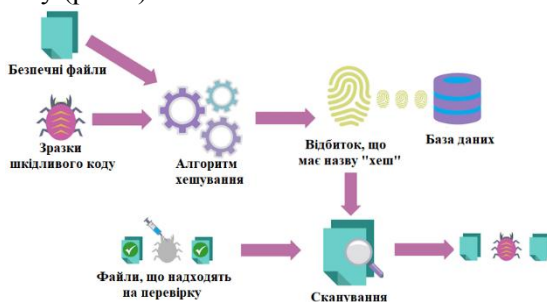 Безпечні файли
Зразки
шкідливого коду
Алгоритм
хешування
Відбиток, що
має назву "хеш"
База даних
Файли, що надходять
на перевірку
Сканування